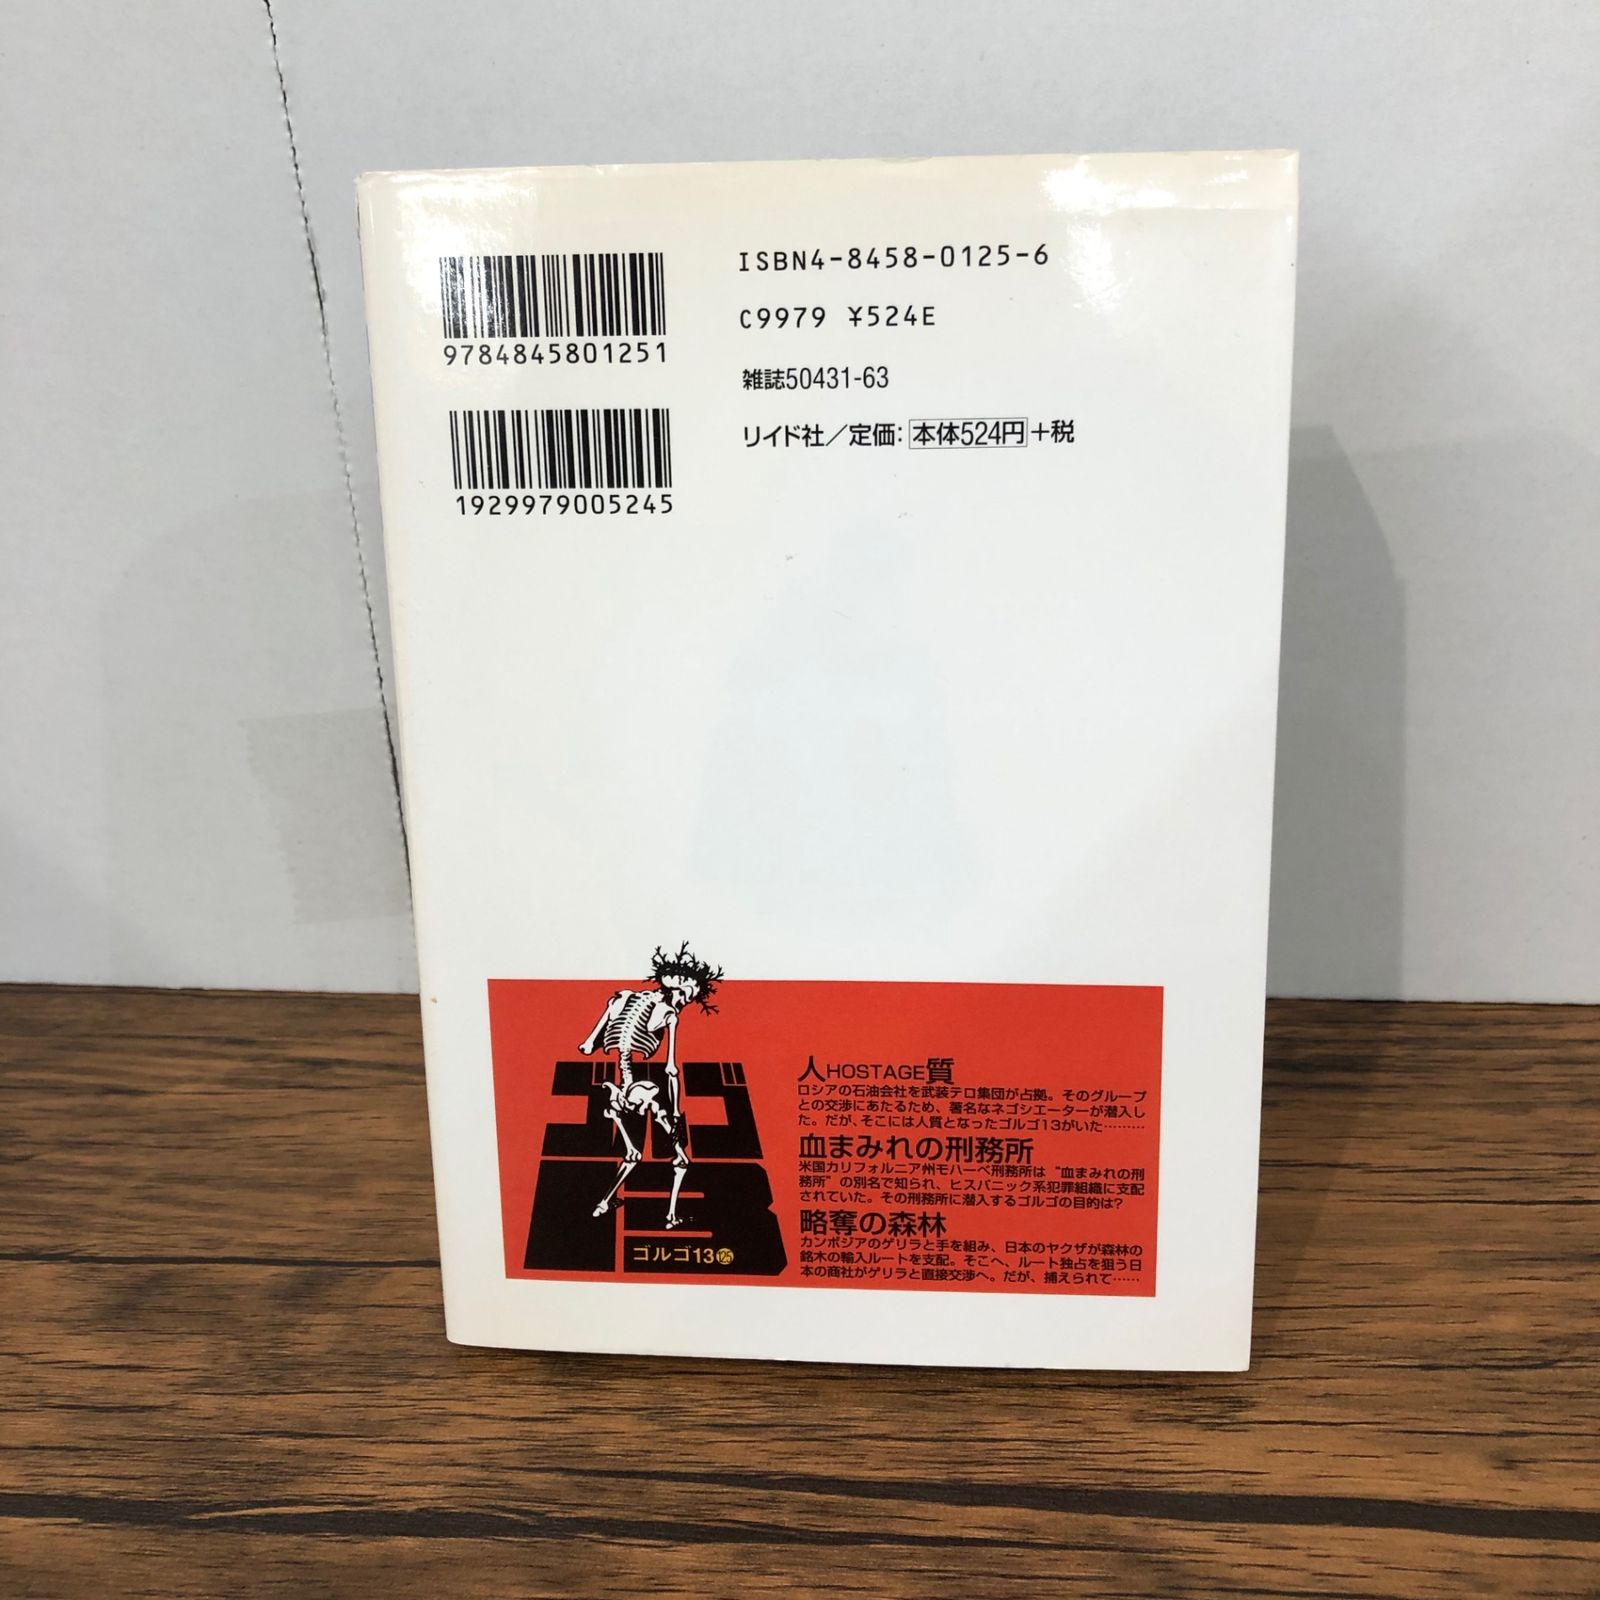 ISBN4-8458-0125-6
C9979 ¥524E
雑誌50431-63
リイド社／定価：本体524円+税
9784845801251
1929979005245
人HOSTAGE質
ロシアの石油会社を武装テロ集団が占拠。そのグループ
との交渉にあたるため、著名なネゴシエーターが潜入し
た。だが、そこには人質となったゴルゴ13がいた………
血まみれの刑務所
米国カリフォルニア州モハーベ刑務所は“血まみれの刑
務所”の別名で知られ、ヒスパニック系犯罪組織に支配
されていた。その刑務所に潜入するゴルゴの目的は?
略奪の森林
カンボジアのゲリラと手を組み、日本のヤクザが森林の
銘木の輸入ルートを支配。そこへ、ルート独占を狙う日
本の商社がゲリラと直接交渉へ。だが、捕えられて……
ゴルゴ
13
ゴルゴ13 125